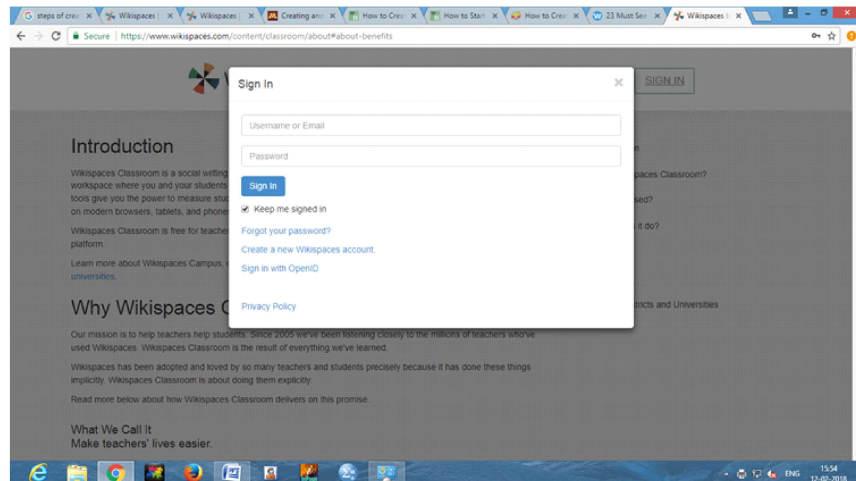 steps of crea
Wikispaces |
Wikispaces |
Creating and
How to Crea
How to Start
How to Creat
23 Must See
Wikispaces
Secure | https://www.wikispaces.com/content/classroom/about#about-benefits
SIGN IN
Sign In
Username or Email
Password
Sign In
Keep me signed in
Forgot your password?
Create a new Wikispaces account.
Sign in with OpenID
Privacy Policy
Introduction
Wikispaces Classroom is a social writing
workspace where you and your students
tools give you the power to measure stud
on modern browsers, tablets, and phone
Wikispaces Classroom is free for teache
platform.
Learn more about Wikispaces Campus,
universities.
paces Classroom?
sed?
it do?
tricts and Universities
Why Wikispaces C
Our mission is to help teachers help students. Since 2005 we've been listening closely to the millions of teachers who've
used Wikispaces. Wikispaces Classroom is the result of everything we've learned.
Wikispaces has been adopted and loved by so many teachers and students precisely because it has done these things
implicitly. Wikispaces Classroom is about doing them explicitly.
Read more below about how Wikispaces Classroom delivers on this promise.
What We Call It
Make teachers' lives easier.
ENG
15:54
12-02-2018